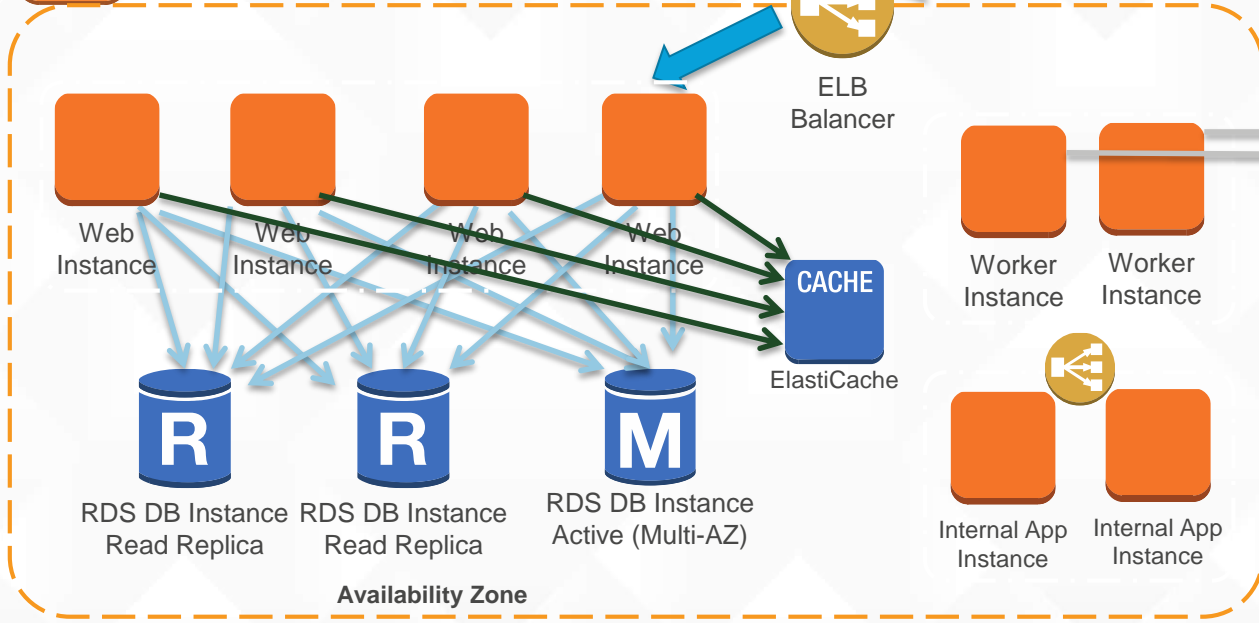 ELB
Balancer
Web
Instance
Web
Instance
Web
Instance
Web
Instance
Worker
Instance
Worker
Instance
CACHE
ElastiCache
R
R
M
RDS DB Instance
Read Replica
RDS DB Instance
Read Replica
RDS DB Instance
Active (Multi-AZ)
Internal App
Instance
Internal App
Instance
Availability Zone